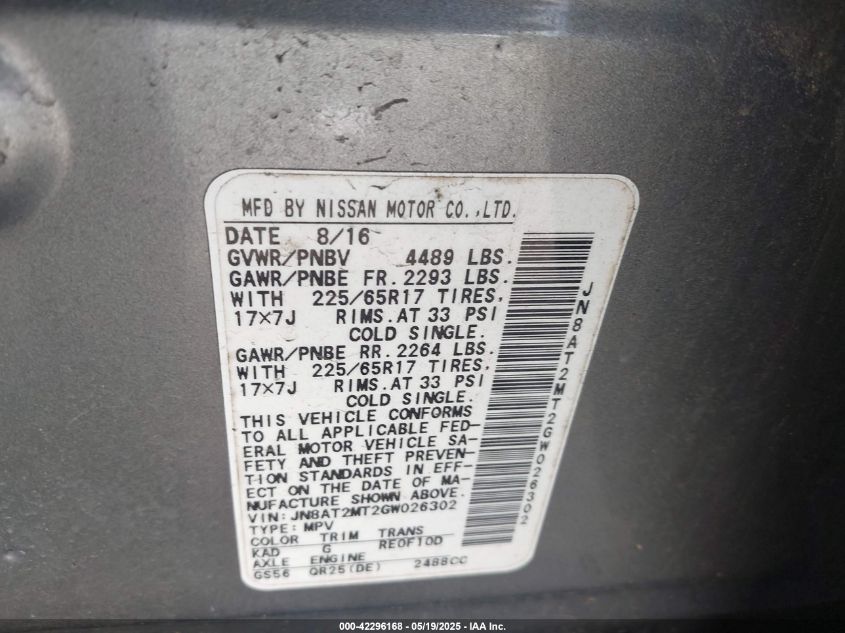 MFD BY NISSAN MOTOR CO.,LTD.
DATE 8/16
GVWR/PNBV 4489 LBS.
GAWR/PNBE FR. 2293 LBS.
WITH 225/65R17 TIRES,
17×7J RIMS. AT 33 PSI
COLD SINGLE.
GAWR/PNBE RR. 2264 LBS.
WITH 225/65R17 TIRES,
17×7J RIMS. AT 33 PSI
COLD SINGLE.
THIS VEHICLE CONFORMS
TO ALL APPLICABLE FED-
ERAL MOTOR VEHICLE SA-
FETY AND THEFT PREVEN-
TION STANDARDS IN EFF-
ECT ON THE DATE OF MA-
NUFACTURE SHOWN ABOVE.
VIN: JN8AT2MT2GW026302
TYPE: MPV
COLOR TRIM TRANS
KAD G RE0F10D
AXLE ENGINE
GS56 QR25(DE) 2488CC
JN8AT2MT2GW026302
000-42296168 — 05/19/2025 — IAA Inc.